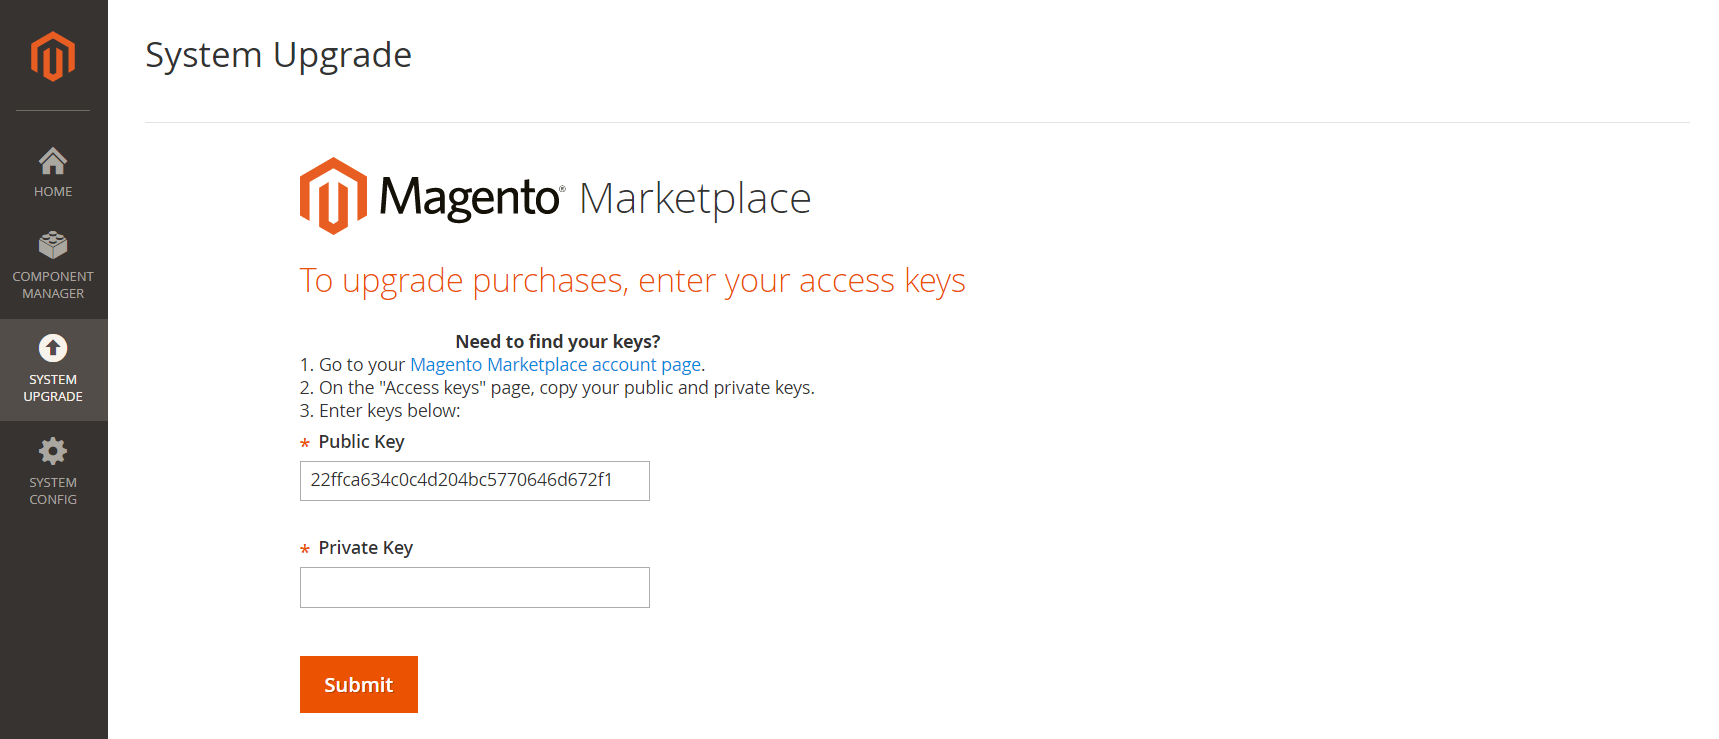 System Upgrade
Magento® Marketplace
HOME
COMPONENT
MANAGER
SYSTEM
UPGRADE
SYSTEM
CONFIG
To upgrade purchases, enter your access keys
Need to find your keys?
1. Go to your Magento Marketplace account page.
2. On the "Access keys" page, copy your public and private keys.
3. Enter keys below:
* Public Key
22ffca634c0c4d204bc5770646d672f1
* Private Key
Submit